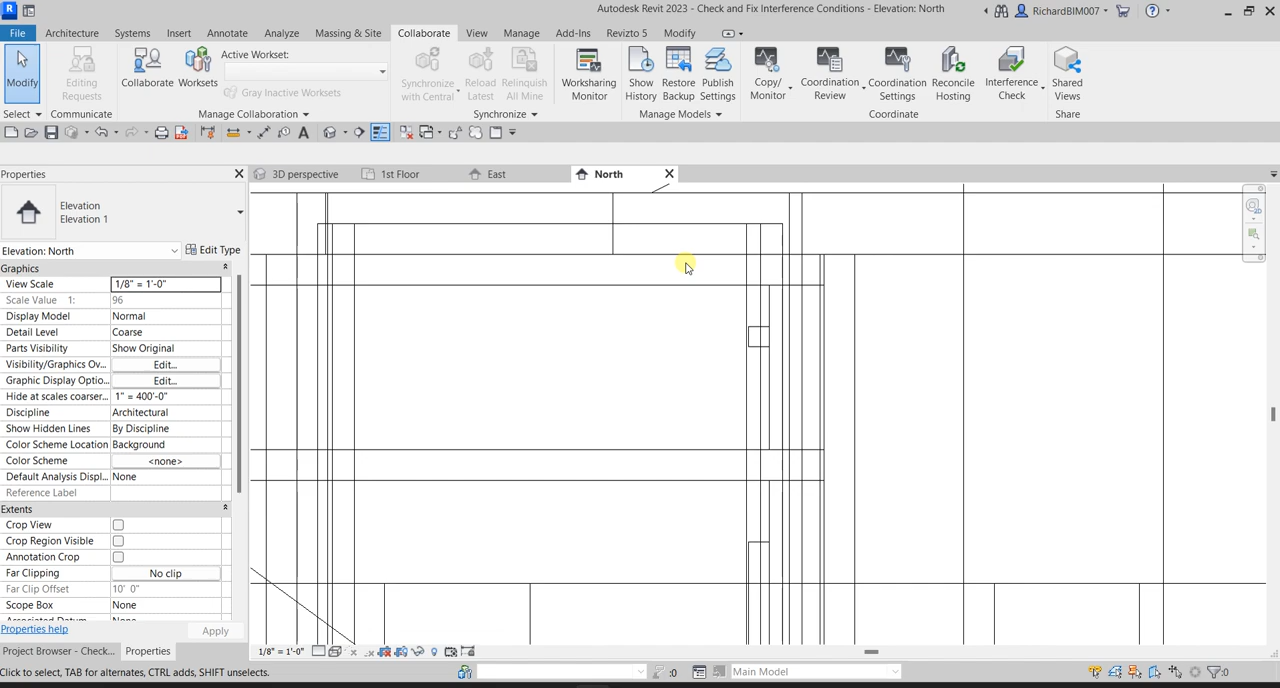 Autodesk Revit 2023 - Check and Fix Interference Conditions - Elevation: North
RichardBIM007
File Architecture Systems Insert Annotate Analyze Massing & Site Collaborate View Manage Add-Ins Revizto 5 Modify
Modify
Editing Requests
Collaborate
Worksets
Active Workset:
Gray Inactive Worksets
Synchronize with Central
Reload Latest
Relinquish All Mine
Worksharing Monitor
Show History
Restore Backup
Publish Settings
Copy/ Monitor
Coordination Review
Coordination Settings
Reconcile Hosting
Interference Check
Shared Views
Select Communicate Manage Collaboration Synchronize Manage Models Coordinate Share
Properties
3D perspective
1st Floor
East
North
Elevation
Elevation 1
Elevation: North
Edit Type
Graphics
View Scale 1/8" = 1'-0"
Scale Value 1: 96
Display Model Normal
Detail Level Coarse
Parts Visibility Show Original
Visibility/Graphics Ov... Edit...
Graphic Display Optio... Edit...
Hide at scales coarser... 1" = 400'-0"
Discipline Architectural
Show Hidden Lines By Discipline
Color Scheme Location Background
Color Scheme <none>
Default Analysis Displ... None
Reference Label
Extents
Crop View
Crop Region Visible
Annotation Crop
Far Clipping No clip
Far Clip Offset 10' 0"
Scope Box None
Properties help
Apply
Project Browser - Check... Properties
1/8" = 1'-0"
Click to select, TAB for alternates, CTRL adds, SHIFT unselects.
:0
Main Model
:0